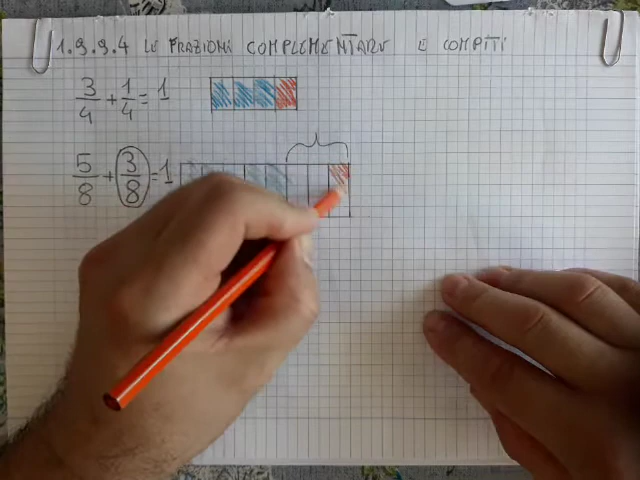 1.9.9.4 LE FRAZIONI COMPLEMENTARI E COMPITI
3/4 + 1/4 = 1
5/8 + 3/8 = 1